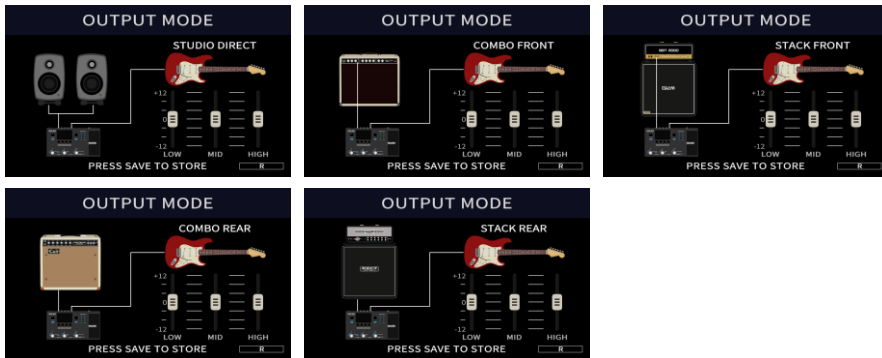 OUTPUT MODE
STUDIO DIRECT
+12
0
-12
LOW MID HIGH
PRESS SAVE TO STORE R
OUTPUT MODE
COMBO FRONT
+12
0
-12
LOW MID HIGH
PRESS SAVE TO STORE R
OUTPUT MODE
STACK FRONT
+12
0
-12
LOW MID HIGH
PRESS SAVE TO STORE R
OUTPUT MODE
COMBO REAR
+12
0
-12
LOW MID HIGH
PRESS SAVE TO STORE R
OUTPUT MODE
STACK REAR
+12
0
-12
LOW MID HIGH
PRESS SAVE TO STORE R